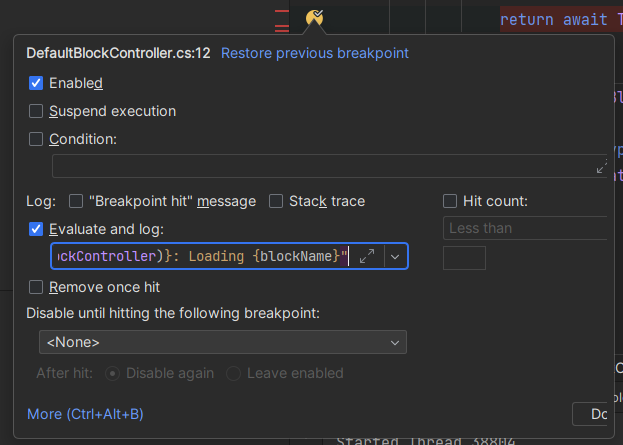 return await T
DefaultBlockController.cs:12 Restore previous breakpoint
Enabled
Suspend execution
Condition:
Log: "Breakpoint hit" message Stack trace Hit count:
Evaluate and log: Less than
ockController)}: Loading {blockName}"
Remove once hit
Disable until hitting the following breakpoint:
<None>
After hit: Disable again Leave enabled
More (Ctrl+Alt+B) Do
Started Thread 38804